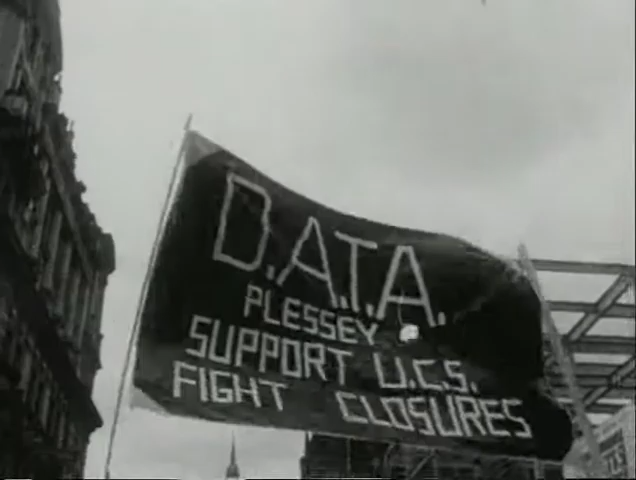 D.A.T.A.
PLESSEY
SUPPORT U.C.S.
FIGHT CLOSURES